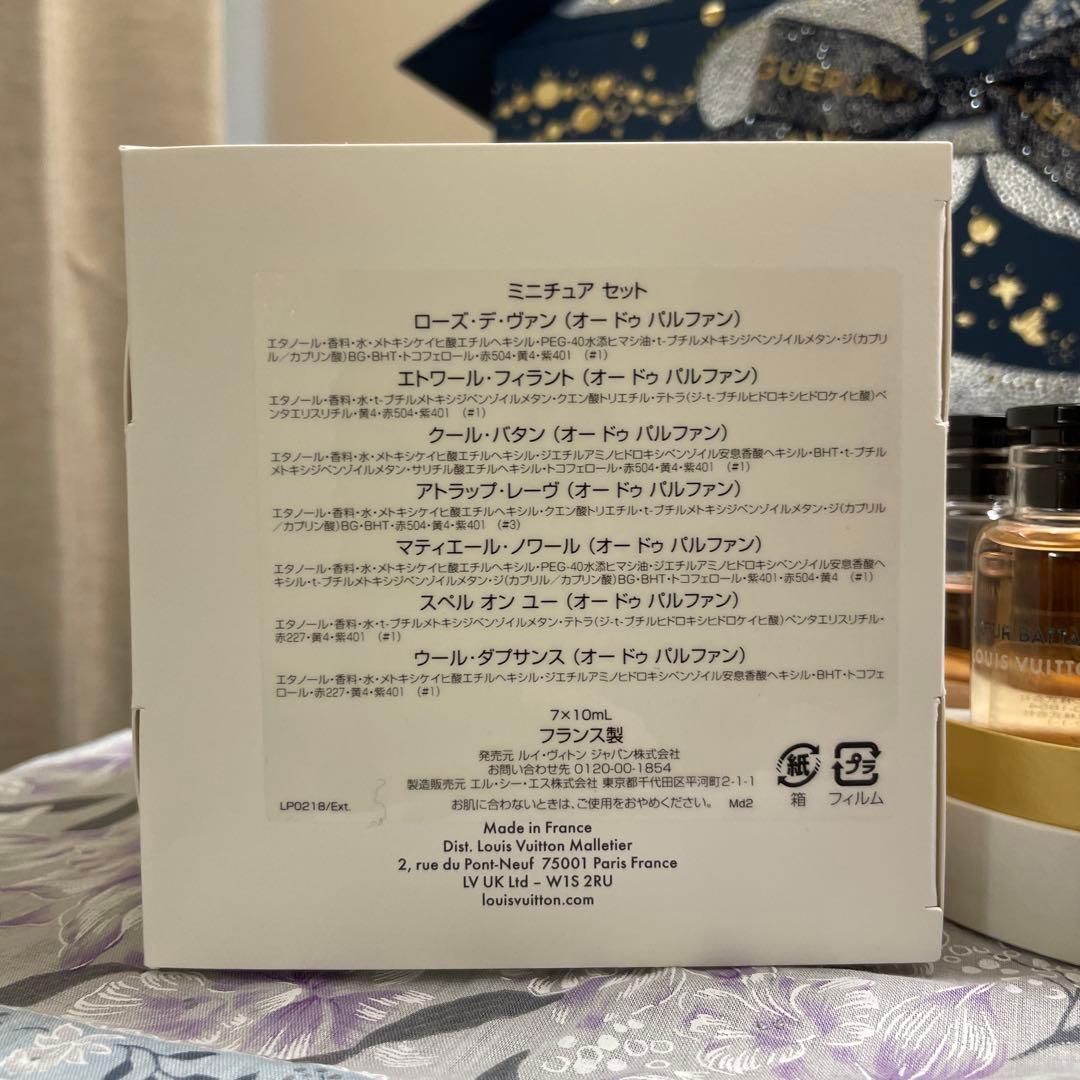 GUERLAIN
ミニチュア セット
ローズ・デ・ヴァン (オー ドゥ パルファン)
エタノール・香料・水・メトキシケイヒ酸エチルヘキシル・PEG-40水添ヒマシ油・t-ブチルメトキシジベンゾイルメタン・ジ(カプリ
ル/カプリン酸)BG・BHT・トコフェロール・赤504・黄4・紫401 (#1)
エトワール・フィラント (オー ドゥ パルファン)
エタノール・香料・水・t-ブチルメトキシジベンゾイルメタン・クエン酸トリエチル・テトラ(ジ-t-ブチルヒドロキシヒドロケイヒ酸)ペ
ンタエリスリチル・黄4・赤504・紫401 (#1)
クール・バタン (オー ドゥ パルファン)
エタノール・香料・水・メトキシケイヒ酸エチルヘキシル・ジエチルアミノヒドロキシベンゾイル安息香酸ヘキシル・BHT・t-ブチル
メトキシジベンゾイルメタン・サリチル酸エチルヘキシル・トコフェロール・赤504・黄4・紫401 (#1)
アトラップ・レーヴ (オー ドゥ パルファン)
エタノール・香料・水・メトキシケイヒ酸エチルヘキシル・クエン酸トリエチル・t-ブチルメトキシジベンゾイルメタン・ジ(カプリル
/カプリン酸)BG・BHT・赤504・黄4・紫401 (#3)
マティエール・ノワール (オー ドゥ パルファン)
エタノール・香料・水・メトキシケイヒ酸エチルヘキシル・PEG-40水添ヒマシ油・ジエチルアミノヒドロキシベンゾイル安息香酸ヘ
キシル・t-ブチルメトキシジベンゾイルメタン・ジ(カプリル/カプリン酸)BG・BHT・トコフェロール・紫401・赤504・黄4 (#1)
スペル オン ユー (オー ドゥ パルファン)
エタノール・香料・水・t-ブチルメトキシジベンゾイルメタン・テトラ(ジ-t-ブチルヒドロキシヒドロケイヒ酸)ペンタエリスリチル・
赤227・黄4・紫401 (#1)
ウール・ダプサンス (オー ドゥ パルファン)
エタノール・香料・水・メトキシケイヒ酸エチルヘキシル・ジエチルアミノヒドロキシベンゾイル安息香酸ヘキシル・BHT・トコフェ
ロール・赤227・黄4・紫401 (#1)
7×10mL
フランス製
発売元 ルイ・ヴィトン ジャパン株式会社
お問い合わせ先 0120-00-1854
製造販売元 エル・シー・エス株式会社 東京都千代田区平河町2-1-1
LP0218/Ext. お肌に合わないときは、ご使用をおやめください。 Md2
紙 プラ
箱 フィルム
Made in France
Dist. Louis Vuitton Malletier
2, rue du Pont-Neuf 75001 Paris France
LV UK Ltd – W1S 2RU
louisvuitton.com
LOUIS VUITTON